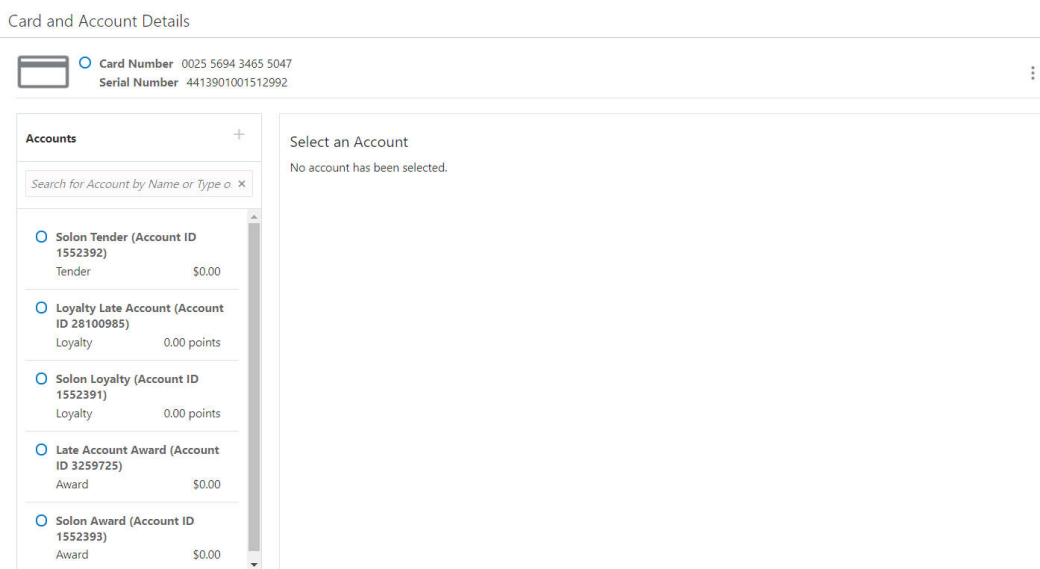 Card and Account Details
Card Number 0025 5694 3465 5047
Serial Number 4413901001512992
Accounts
Search for Account by Name or Type o
Solon Tender (Account ID
1552392)
Tender $0.00
Loyalty Late Account (Account
ID 28100985)
Loyalty 0.00 points
Solon Loyalty (Account ID
1552391)
Loyalty 0.00 points
Late Account Award (Account
ID 3259725)
Award $0.00
Solon Award (Account ID
1552393)
Award $0.00
Select an Account
No account has been selected.